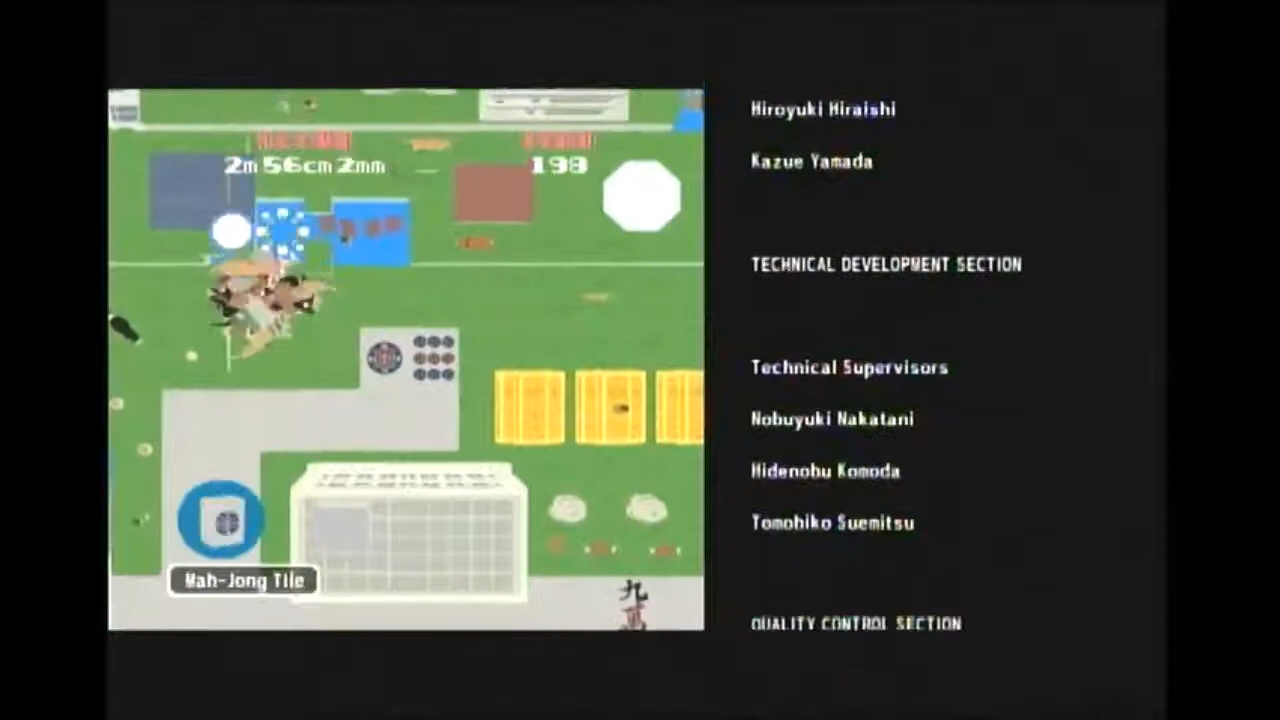 2m 56cm 2mm
198
九
萬
Mah-Jong Tile
Hiroyuki Hiraishi
Kazue Yamada
TECHNICAL DEVELOPMENT SECTION
Technical Supervisors
Nobuyuki Nakatani
Hidenobu Komoda
Tomohiko Suemitsu
QUALITY CONTROL SECTION